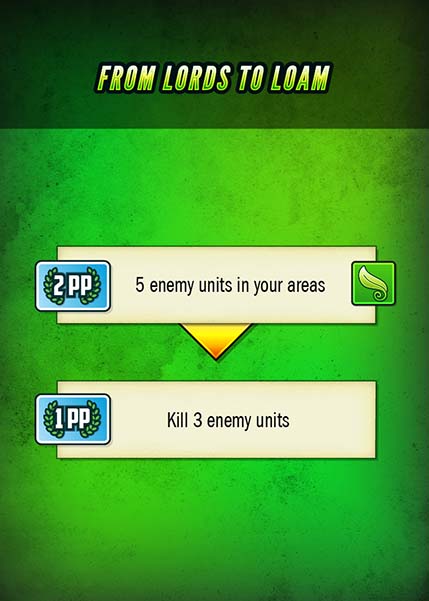 FROM LORDS TO LOAM
2 PP
5 enemy units in your areas
1 PP
Kill 3 enemy units